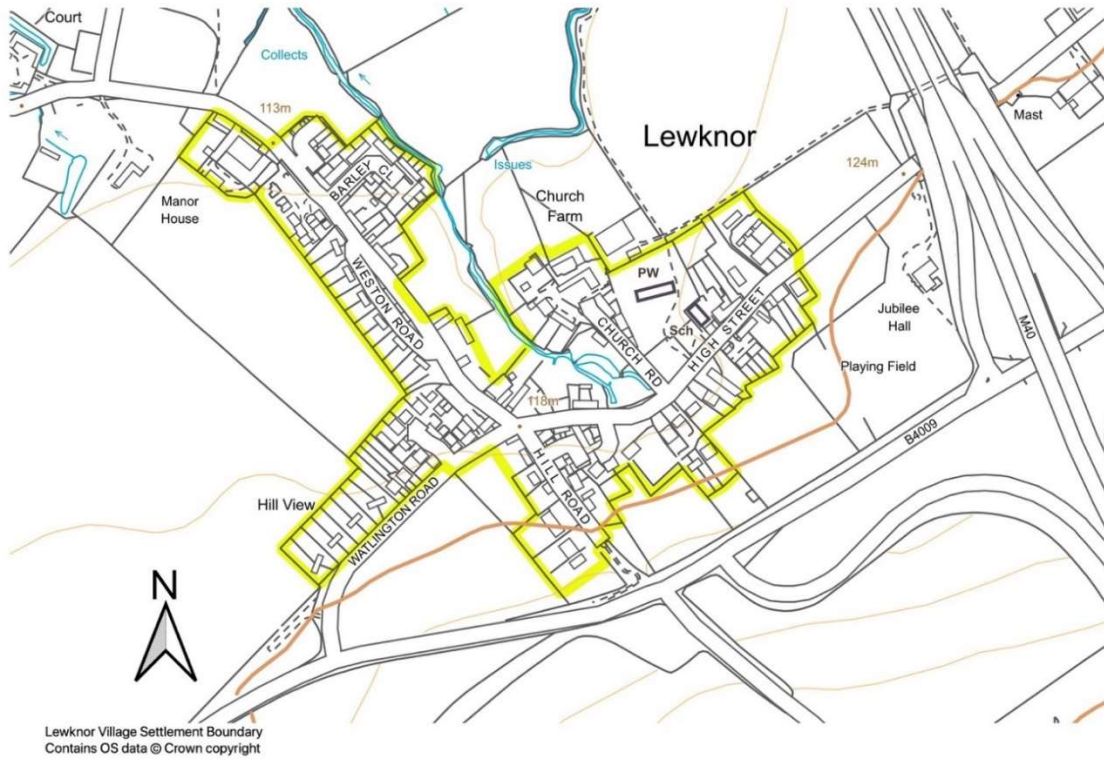 Court
Collects
113m
Lewknor
Mast
BARLEY CL
Issues
124m
Manor
House
Church
Farm
PW
WESTON ROAD
CHURCH RD
Sch
HIGH STREET
Jubilee
Hall
M40
Playing Field
118m
B4009
HILL ROAD
Hill View
WATLINGTON ROAD
N
Lewknor Village Settlement Boundary
Contains OS data © Crown copyright